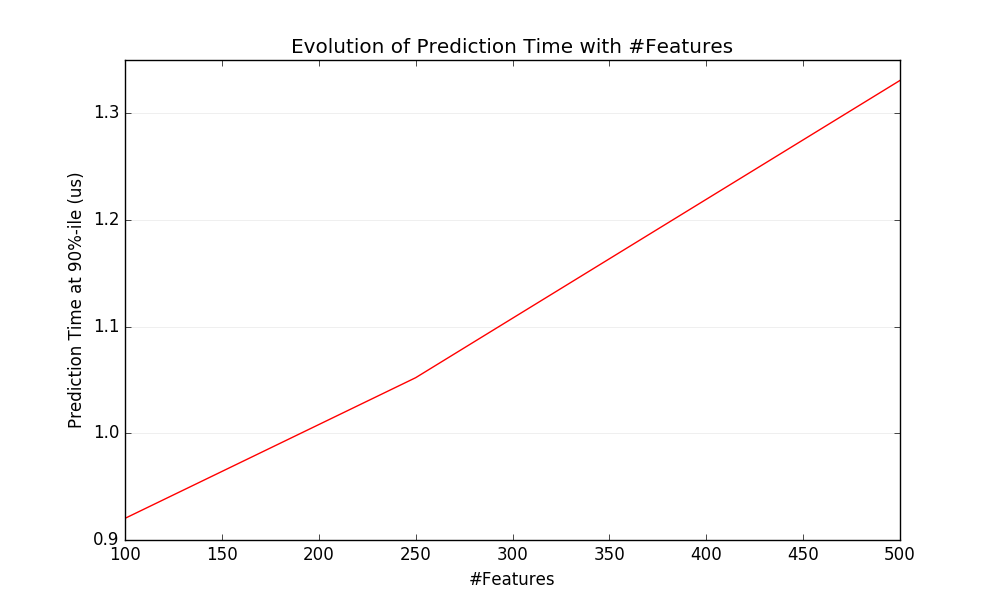 Evolution of Prediction Time with #Features
Prediction Time at 90%-ile (us)
1.3
1.2
1.1
1.0
0.9
100 150 200 250 300 350 400 450 500
#Features